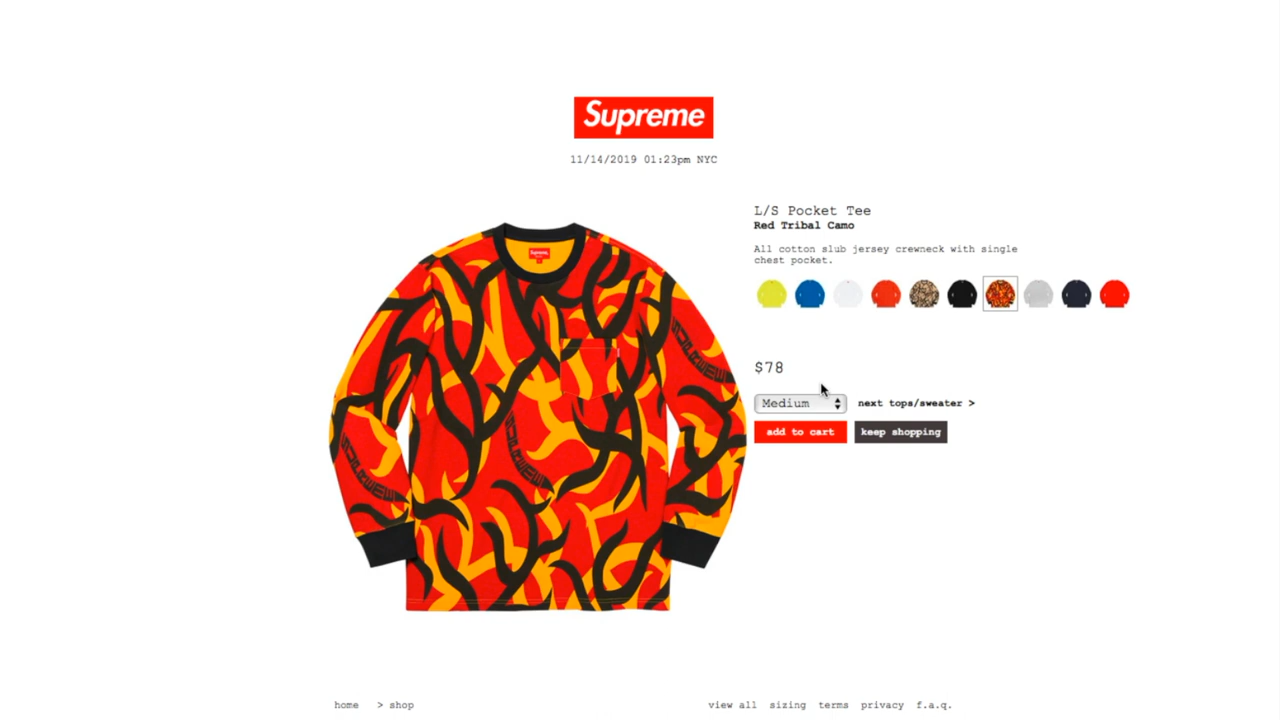 Supreme
11/14/2019 01:23pm NYC
L/S Pocket Tee
Red Tribal Camo
All cotton slub jersey crewneck with single
chest pocket.
Supreme
$78
Medium
next tops/sweater >
add to cart
keep shopping
home > shop
view all sizing terms privacy f.a.q.